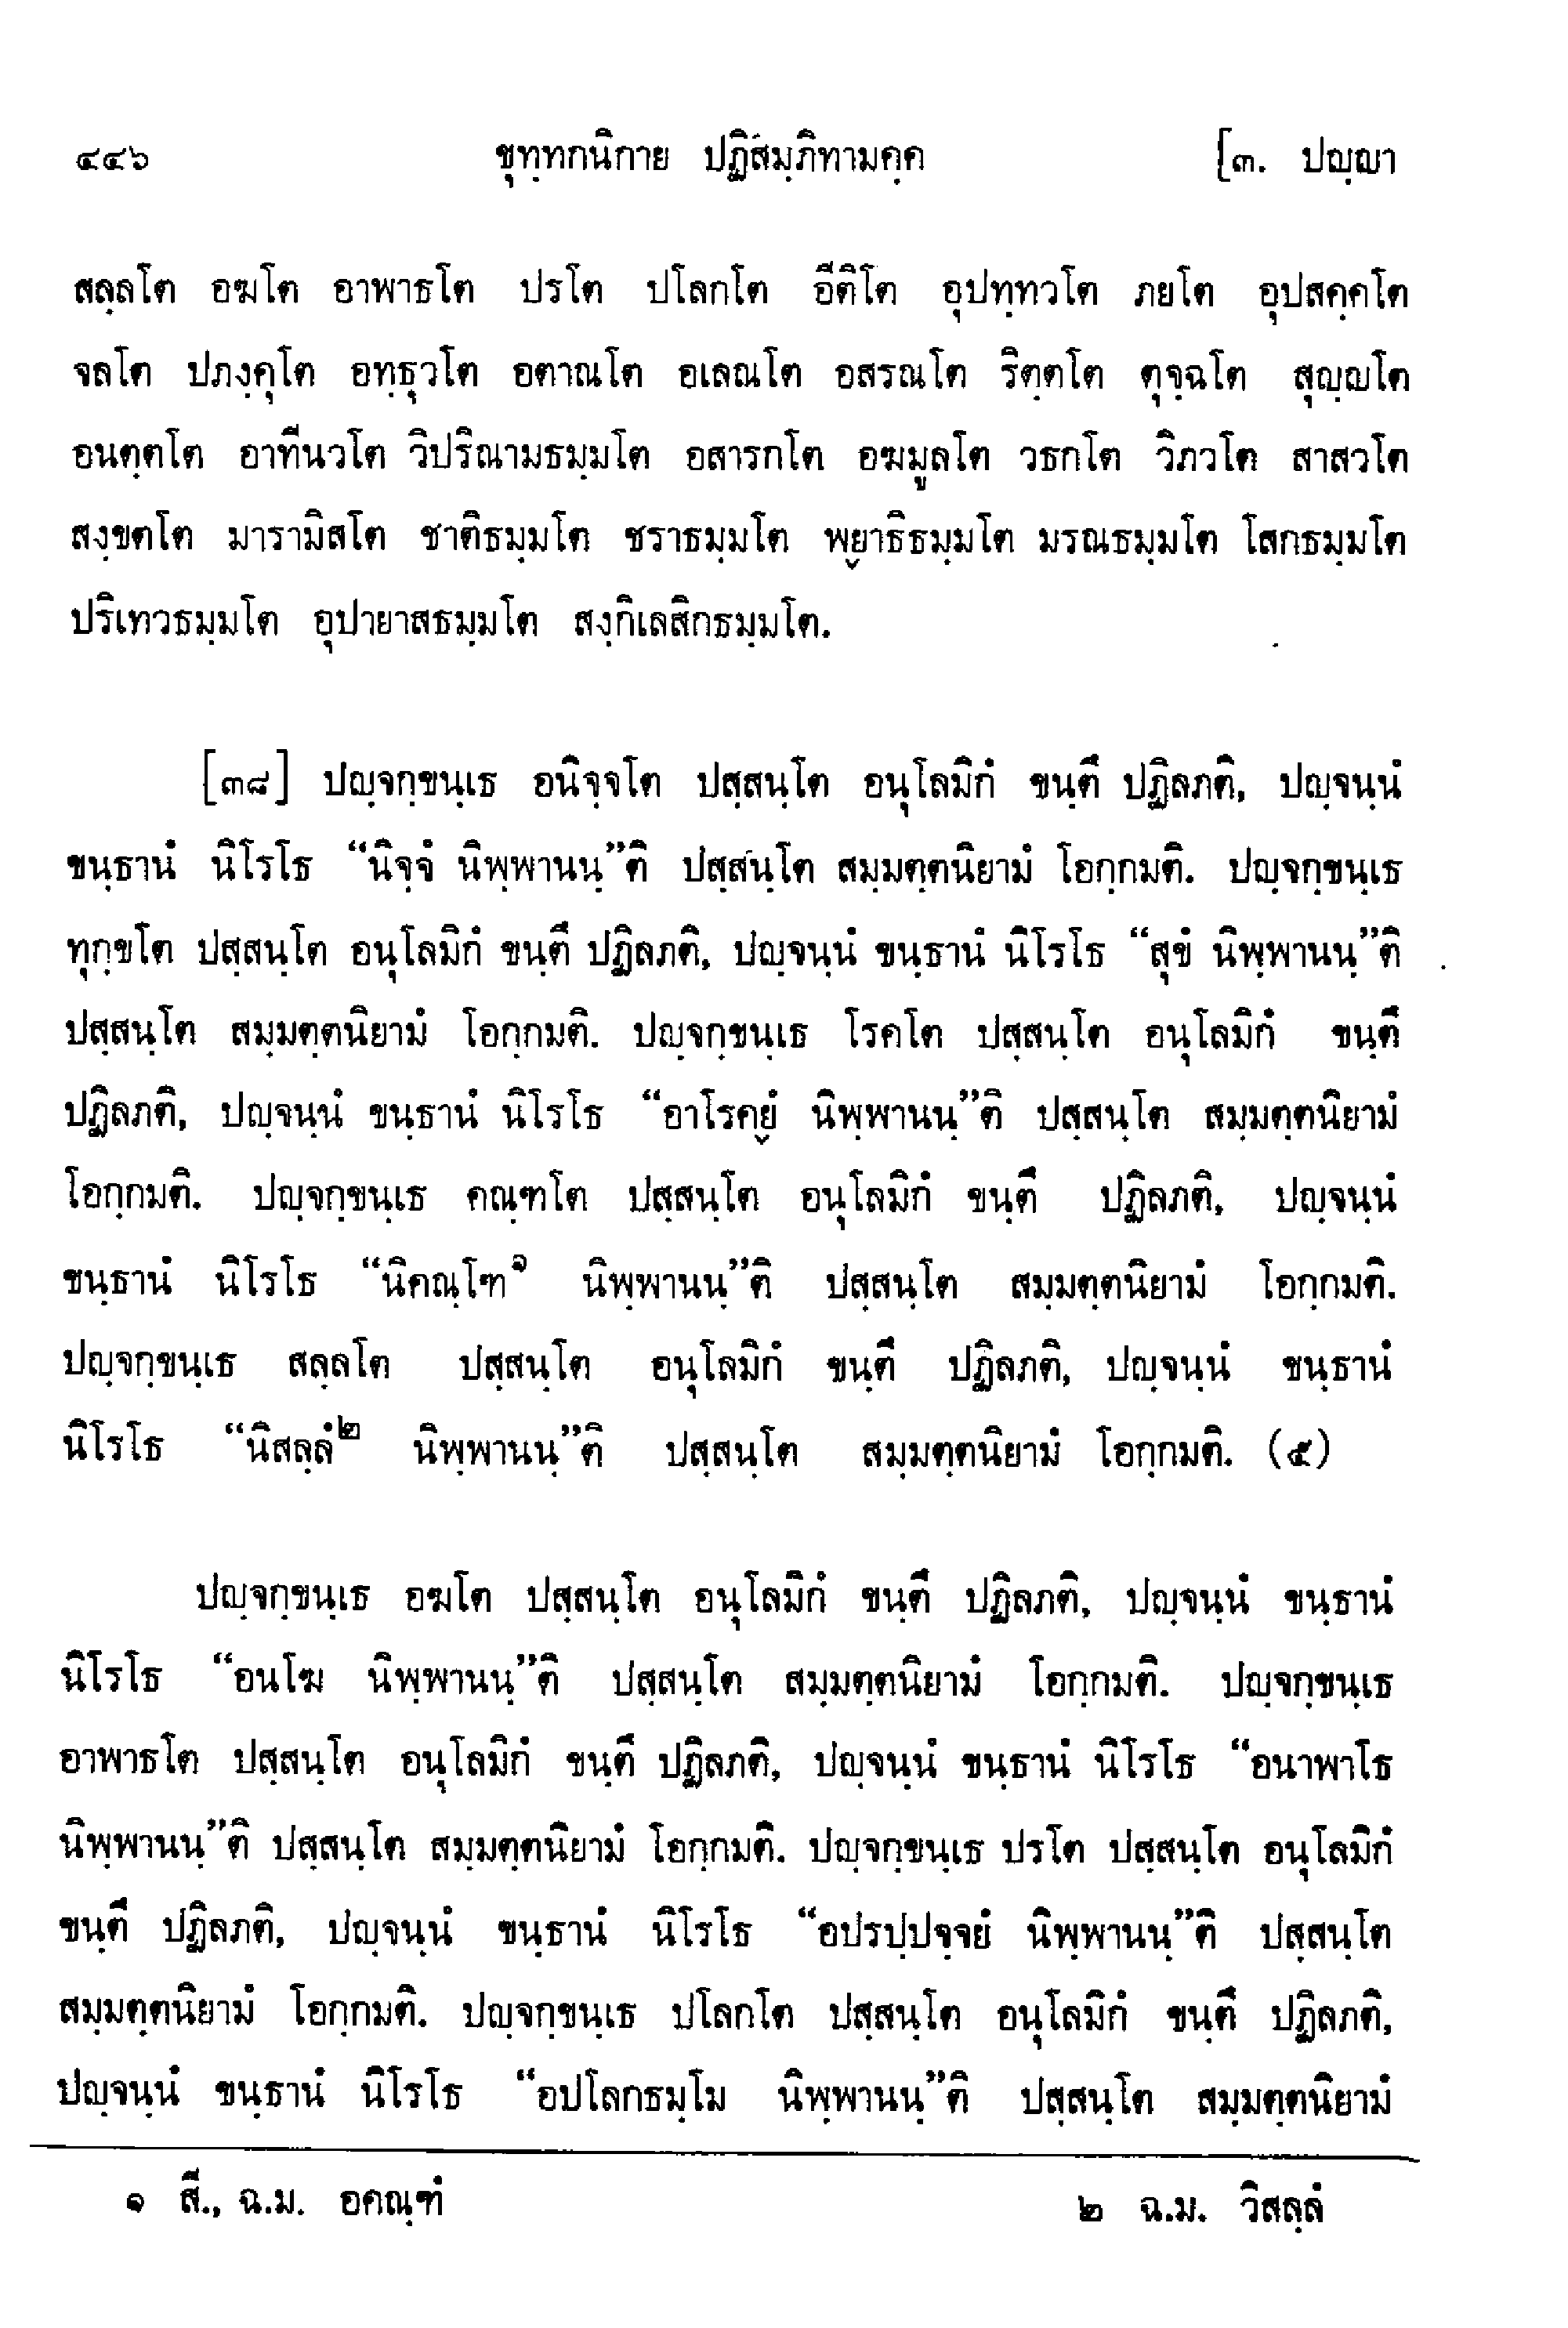 ๔๔๖ ขุทฺทกนิกาย ปฏิสมฺภิทามคฺค [๓. ปญฺญา
สลฺลโต อฆโต อาพาธโต ปรโต ปโลกโต อีติโต อุปทฺทวโต ภยโต อุปสคฺคโต
จลโต ปภงฺคุโต อทฺธุวโต อตาณโต อเลณโต อสรณโต ริตฺตโต ตุจฺฉโต สุญฺญโต
อนตฺตโต อาทีนวโต วิปริณามธมฺมโต อสารกโต อฆมูลโต วธกโต วิภวโต สาสวโต
สงฺขตโต มารามิสโต ชาติธมฺมโต ชราธมฺมโต พฺยาธิธมฺมโต มรณธมฺมโต โสกธมฺมโต
ปริเทวธมฺมโต อุปายาสธมฺมโต สงฺกิเลสิกธมฺมโต.
[๓๘] ปญฺจกฺขนฺเธ อนิจฺจโต ปสฺสนฺโต อนุโลมิกํ ขนฺตึ ปฏิลภติ, ปญฺจนฺนํ
ขนฺธานํ นิโรโธ “นิจฺจํ นิพฺพานนฺ”ติ ปสฺสนฺโต สมฺมตฺตนิยามํ โอกฺกมติ. ปญฺจกฺขนฺเธ
ทุกฺขโต ปสฺสนฺโต อนุโลมิกํ ขนฺตึ ปฏิลภติ, ปญฺจนฺนํ ขนฺธานํ นิโรโธ “สุขํ นิพฺพานนฺ”ติ
ปสฺสนฺโต สมฺมตฺตนิยามํ โอกฺกมติ. ปญฺจกฺขนฺเธ โรคโต ปสฺสนฺโต อนุโลมิกํ ขนฺตึ
ปฏิลภติ, ปญฺจนฺนํ ขนฺธานํ นิโรโธ “อาโรคฺยํ นิพฺพานนฺ”ติ ปสฺสนฺโต สมฺมตฺตนิยามํ
โอกฺกมติ. ปญฺจกฺขนฺเธ คณฺฑโต ปสฺสนฺโต อนุโลมิกํ ขนฺตึ ปฏิลภติ, ปญฺจนฺนํ
ขนฺธานํ นิโรโธ “นิคณฺโฑ๑ นิพฺพานนฺ”ติ ปสฺสนฺโต สมฺมตฺตนิยามํ โอกฺกมติ.
ปญฺจกฺขนฺเธ สลฺลโต ปสฺสนฺโต อนุโลมิกํ ขนฺตึ ปฏิลภติ, ปญฺจนฺนํ ขนฺธานํ
นิโรโธ “นิสลฺลํ๒ นิพฺพานนฺ”ติ ปสฺสนฺโต สมฺมตฺตนิยามํ โอกฺกมติ. (๕)
ปญฺจกฺขนฺเธ อฆโต ปสฺสนฺโต อนุโลมิกํ ขนฺตึ ปฏิลภติ, ปญฺจนฺนํ ขนฺธานํ
นิโรโธ “อนโฆ นิพฺพานนฺ”ติ ปสฺสนฺโต สมฺมตฺตนิยามํ โอกฺกมติ. ปญฺจกฺขนฺเธ
อาพาธโต ปสฺสนฺโต อนุโลมิกํ ขนฺตึ ปฏิลภติ, ปญฺจนฺนํ ขนฺธานํ นิโรโธ “อนาพาโธ
นิพฺพานนฺ”ติ ปสฺสนฺโต สมฺมตฺตนิยามํ โอกฺกมติ. ปญฺจกฺขนฺเธ ปรโต ปสฺสนฺโต อนุโลมิกํ
ขนฺตึ ปฏิลภติ, ปญฺจนฺนํ ขนฺธานํ นิโรโธ “อปรปฺปจฺจยํ นิพฺพานนฺ”ติ ปสฺสนฺโต
สมฺมตฺตนิยามํ โอกฺกมติ. ปญฺจกฺขนฺเธ ปโลกโต ปสฺสนฺโต อนุโลมิกํ ขนฺตึ ปฏิลภติ,
ปญฺจนฺนํ ขนฺธานํ นิโรโธ “อปโลกธมฺโม นิพฺพานนฺ”ติ ปสฺสนฺโต สมฺมตฺตนิยามํ
๑ สี., ฉ.ม. อคณฺฑํ ๒ ฉ.ม. วิสลฺลํ